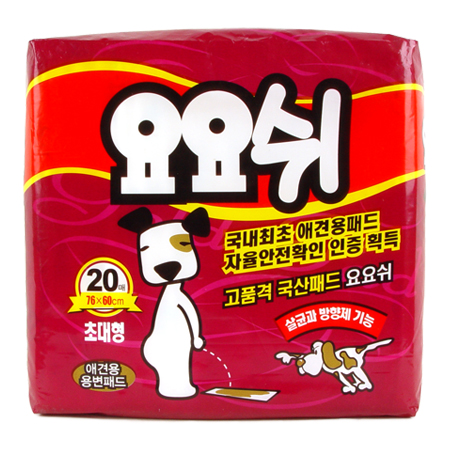 요요쉬
국내최초 애견용패드
자율안전확인 인증 획득
고품격 국산패드 요요쉬
20매
76×60cm
초대형
살균과 방향제 기능
애견용
용변패드